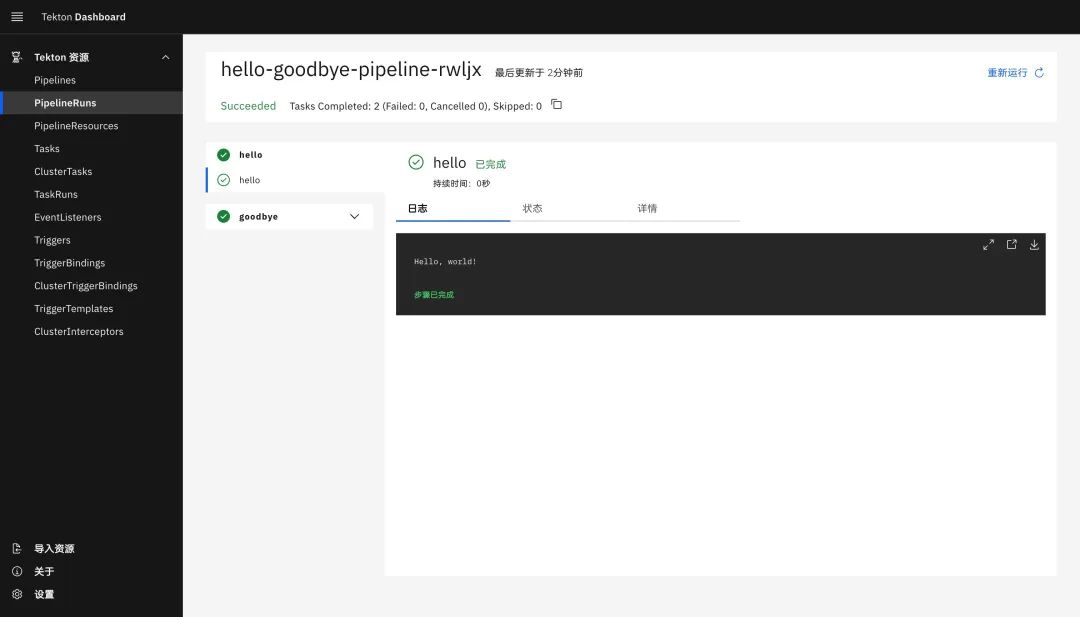 Tekton Dashboard
Tekton 资源
Pipelines
PipelineRuns
PipelineResources
Tasks
ClusterTasks
TaskRuns
EventListeners
Triggers
TriggerBindings
ClusterTriggerBindings
TriggerTemplates
ClusterInterceptors
导入资源
关于
设置
hello-goodbye-pipeline-rwljx 最后更新于 2分钟前
重新运行
Succeeded Tasks Completed: 2 (Failed: 0, Cancelled 0), Skipped: 0
hello
hello
goodbye
hello 已完成
持续时间: 0秒
日志 状态 详情
Hello, world!
步骤已完成